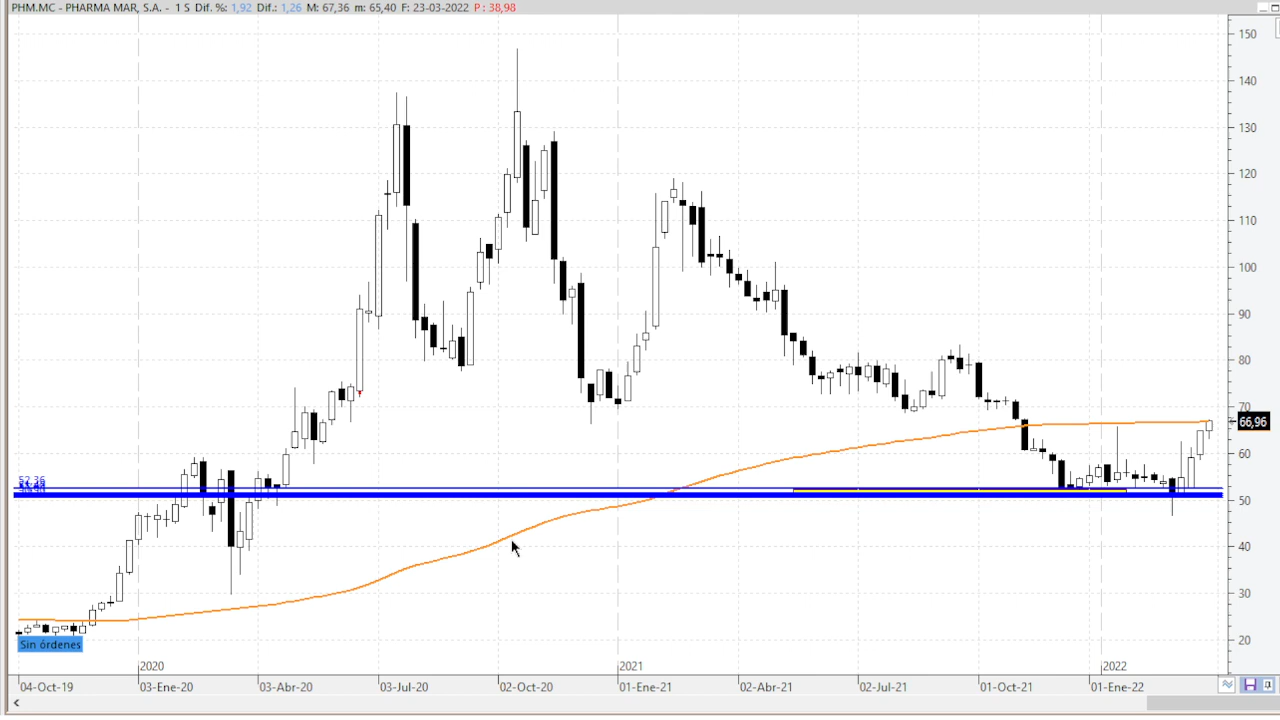 PHM.MC - PHARMA MAR, S.A. - 1 S Dif. %: 1,92 Dif.: 1,26 M: 67,36 m: 65,40 F: 23-03-2022 P : 38,98
150
140
130
120
110
100
90
80
70
66,96
60
52,36
50
40
30
20
Sin órdenes
2020
2021
2022
04-Oct-19
03-Ene-20
03-Abr-20
03-Jul-20
02-Oct-20
01-Ene-21
02-Abr-21
02-Jul-21
01-Oct-21
01-Ene-22